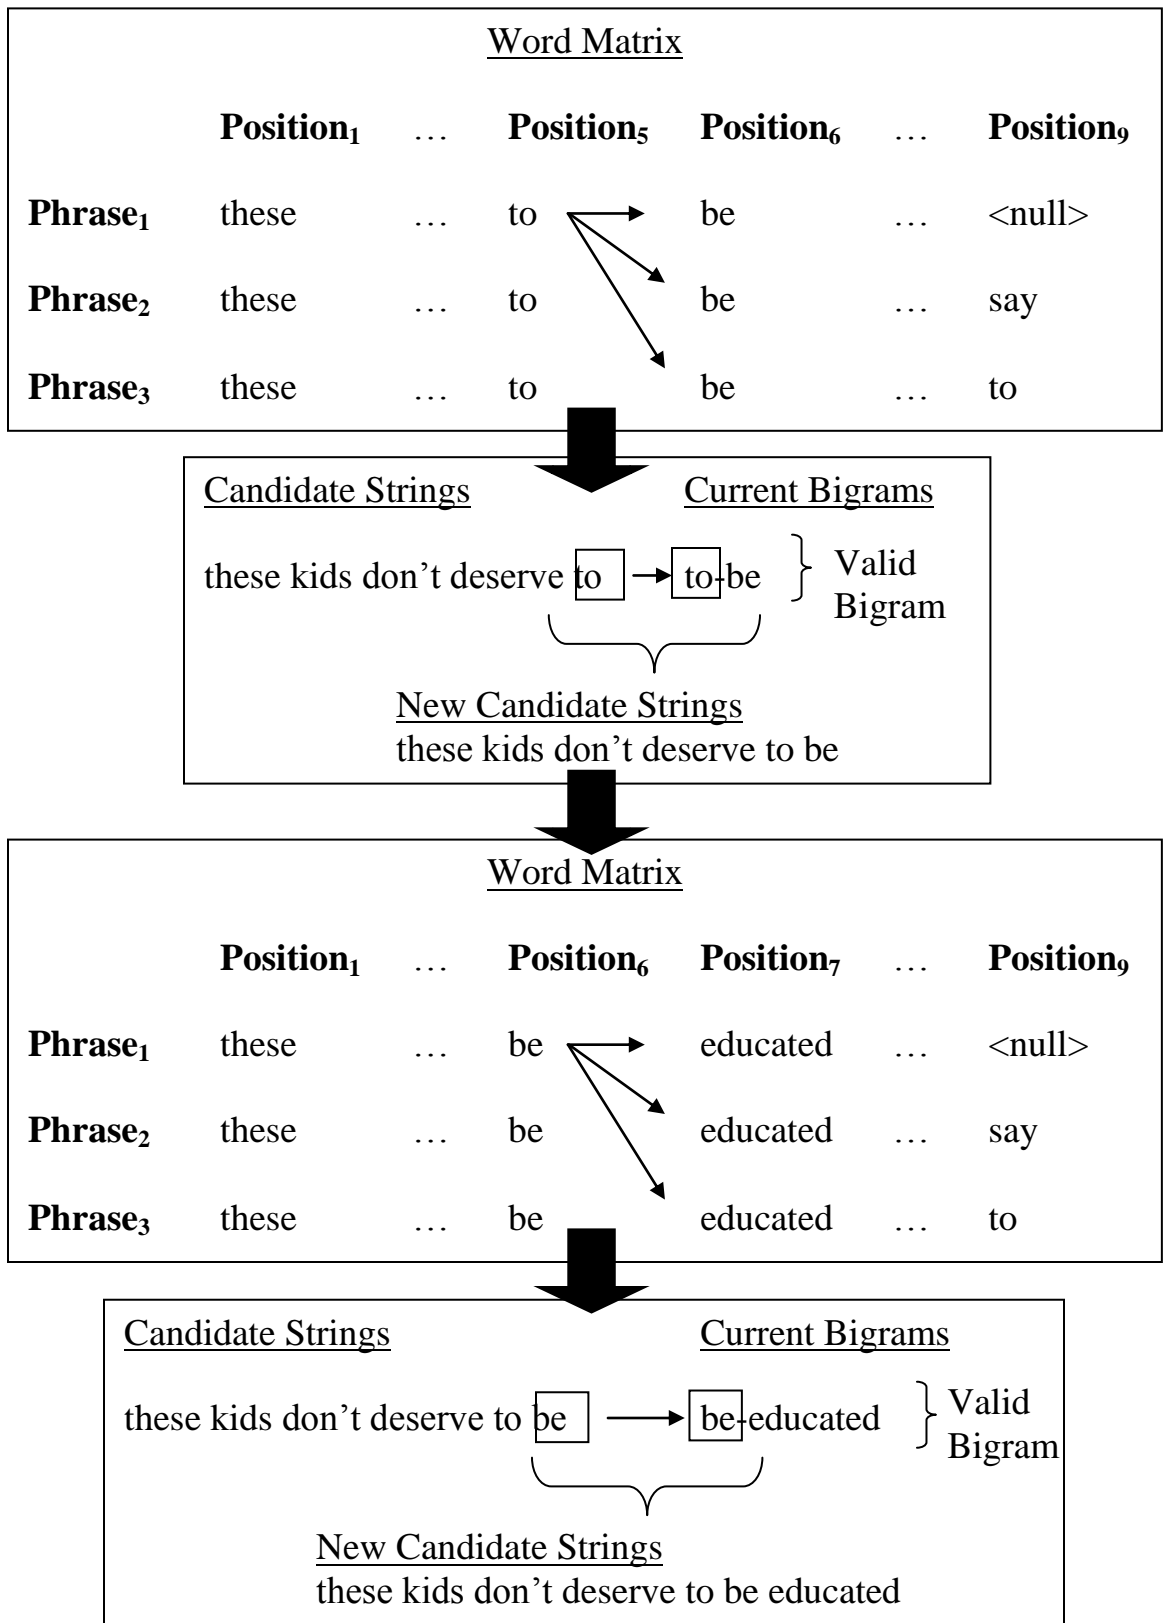 Word Matrix
Position1 … Position5 Position6 … Position9
Phrase1 these … to be … <null>
Phrase2 these … to be … say
Phrase3 these … to be … to
Candidate Strings Current Bigrams
these kids don’t deserve to to-be Valid
Bigram
New Candidate Strings
these kids don’t deserve to be
Word Matrix
Position1 … Position6 Position7 … Position9
Phrase1 these … be educated … <null>
Phrase2 these … be educated … say
Phrase3 these … be educated … to
Candidate Strings Current Bigrams
these kids don’t deserve to be be-educated Valid
Bigram
New Candidate Strings
these kids don’t deserve to be educated